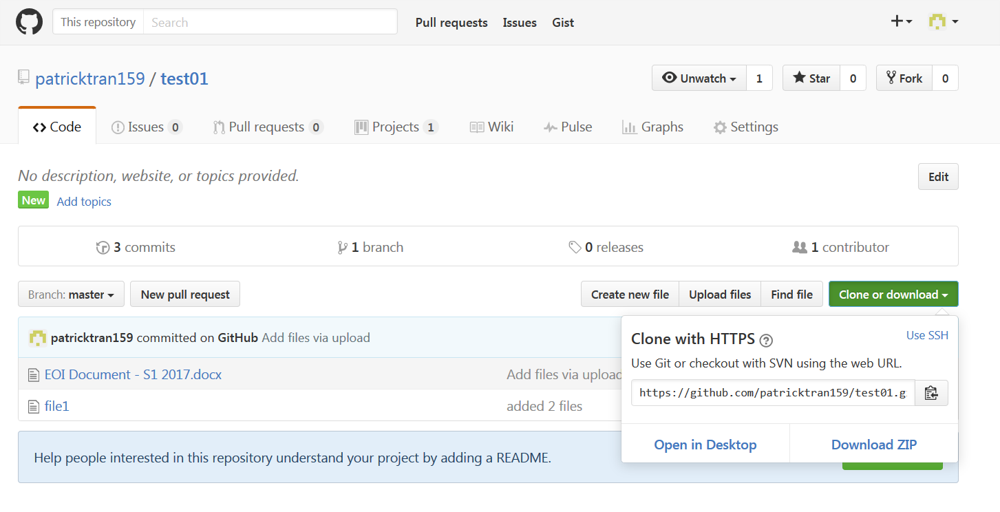 This repository Search Pull requests Issues Gist
patricktran159 / test01 Unwatch 1 Star 0 Fork 0
Code Issues 0 Pull requests 0 Projects 1 Wiki Pulse Graphs Settings
No description, website, or topics provided. Edit
New Add topics
3 commits 1 branch 0 releases 1 contributor
Branch: master New pull request Create new file Upload files Find file Clone or download
patricktran159 committed on GitHub Add files via upload
EOI Document - S1 2017.docx Add files via upload
file1 added 2 files
Help people interested in this repository understand your project by adding a README.
Clone with HTTPS ? Use SSH
Use Git or checkout with SVN using the web URL.
https://github.com/patricktran159/test01.g
Open in Desktop Download ZIP